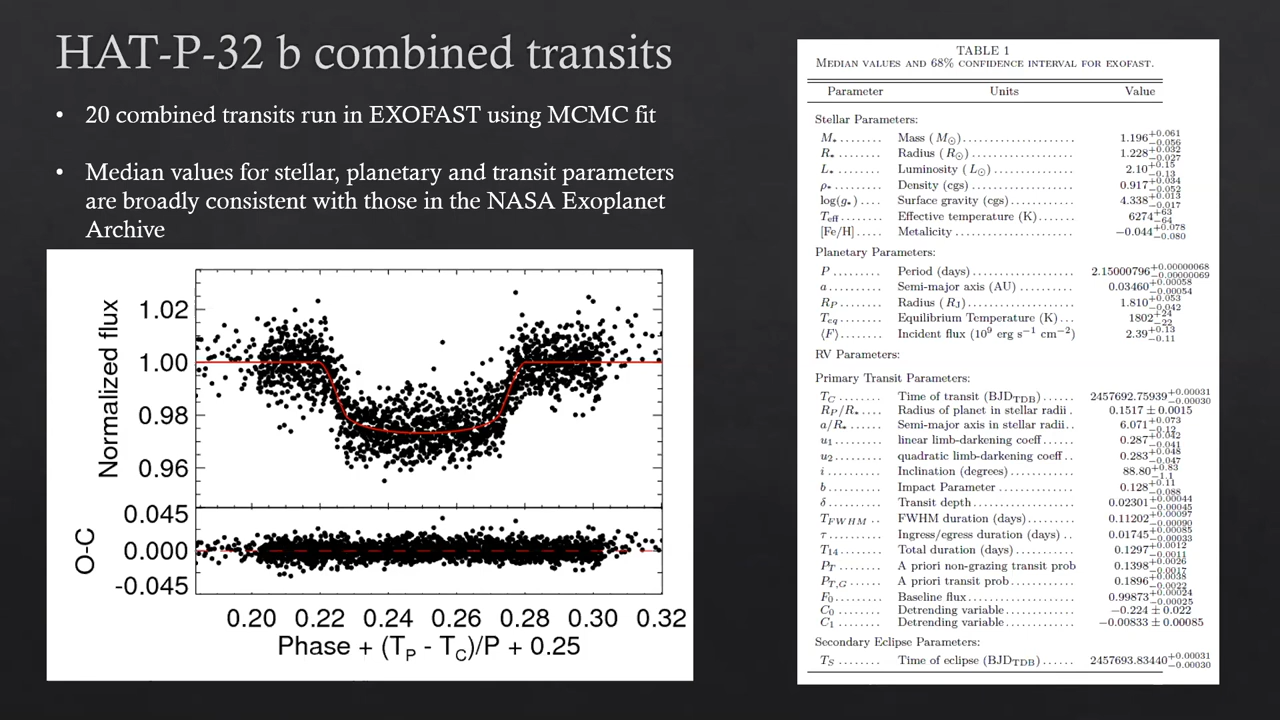 HAT-P-32 b combined transits
• 20 combined transits run in EXOFAST using MCMC fit
• Median values for stellar, planetary and transit parameters
are broadly consistent with those in the NASA Exoplanet
Archive
Normalized flux
1.02
1.00
0.98
0.96
O-C
0.045
0.000
-0.045
0.20 0.22 0.24 0.26 0.28 0.30 0.32
Phase + (TP - TC)/P + 0.25
TABLE 1
Median values and 68% confidence interval for EXOFAST.
Parameter Units Value
Stellar Parameters:
M* ........ Mass (M☉) .................... 1.196 +0.061 −0.056
R* ........ Radius (R☉) .................. 1.228 +0.032 −0.027
L* ........ Luminosity (L☉) .............. 2.10 +0.15 −0.13
ρ* ........ Density (cgs) .................. 0.917 +0.034 −0.052
log(g*) .... Surface gravity (cgs) ........... 4.338 +0.013 −0.017
Teff ........ Effective temperature (K) ....... 6274 +63 −64
[Fe/H] ..... Metalicity .................... −0.044 +0.078 −0.080
Planetary Parameters:
P ......... Period (days) .................. 2.15000796 +0.00000068 −0.00000069
a ......... Semi-major axis (AU) .......... 0.03460 +0.00058 −0.00054
RP ........ Radius (RJ) .................. 1.810 +0.053 −0.042
Teq ........ Equilibrium Temperature (K) ... 1802 +24 −22
⟨F⟩ ........ Incident flux (10⁹ erg s⁻¹ cm⁻²) 2.39 +0.13 −0.11
RV Parameters:
Primary Transit Parameters:
TC ........ Time of transit (BJDTDB) ...... 2457692.75939 +0.00031 −0.00030
RP/R* .... Radius of planet in stellar radii . 0.1517 ± 0.0015
a/R* ...... Semi-major axis in stellar radii .. 6.071 +0.073 −0.12
u1 ........ linear limb-darkening coeff ...... 0.287 +0.042 −0.041
u2 ........ quadratic limb-darkening coeff .. 0.283 +0.048 −0.047
i .......... Inclination (degrees) ........... 88.80 +0.83 −1.1
b ......... Impact Parameter .............. 0.128 +0.11 −0.088
δ ......... Transit depth .................. 0.02301 +0.00044 −0.00045
TFWHM .. FWHM duration (days) ........ 0.11202 +0.00097 −0.00090
τ ......... Ingress/egress duration (days) .. 0.01745 +0.00085 −0.00033
T14 ....... Total duration (days) ........... 0.1297 +0.0012 −0.0011
PT ........ A priori non-grazing transit prob 0.1398 +0.0026 −0.0017
PT,G ...... A priori transit prob ........... 0.1896 +0.0038 −0.0022
F0 ........ Baseline flux ................... 0.99873 +0.00024 −0.00025
C0 ........ Detrending variable ............ −0.224 ± 0.022
C1 ........ Detrending variable ............ −0.00833 ± 0.00085
Secondary Eclipse Parameters:
TS ........ Time of eclipse (BJDTDB) ...... 2457693.83440 +0.00031 −0.00030